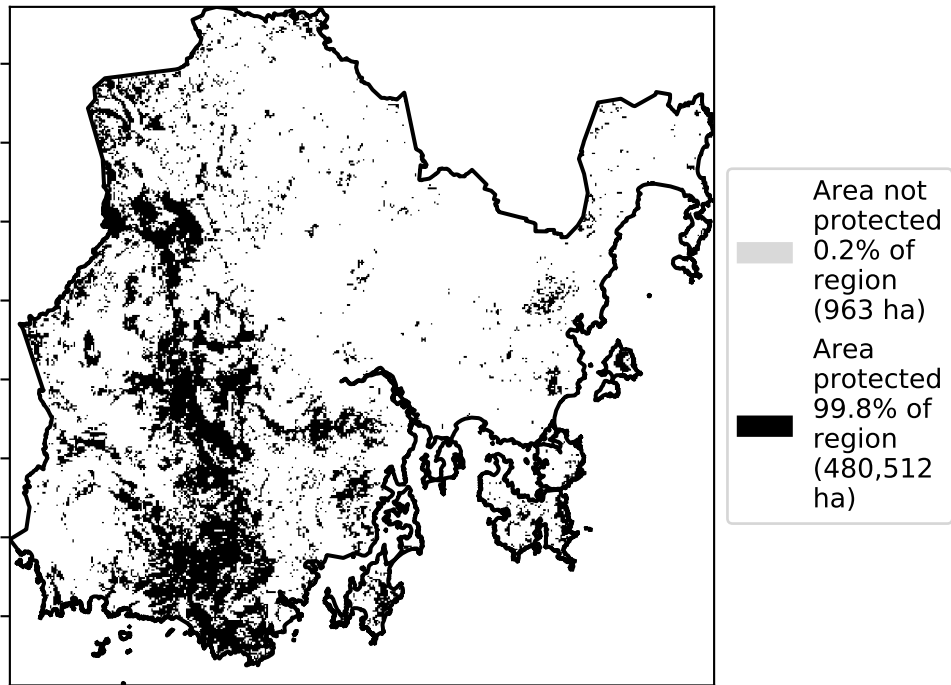 Area not
protected
0.2% of
region
(963 ha)
Area
protected
99.8% of
region
(480,512
ha)